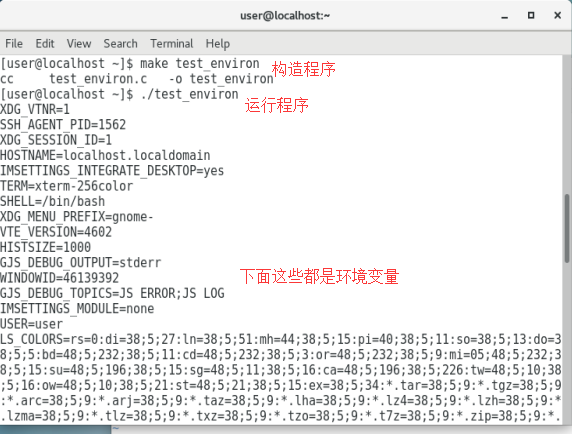 user@localhost:~
File Edit View Search Terminal Help
[user@localhost ~]$ make test_environ
构造程序
cc     test_environ.c   -o test_environ
[user@localhost ~]$ ./test_environ
运行程序
XDG_VTNR=1
SSH_AGENT_PID=1562
XDG_SESSION_ID=1
HOSTNAME=localhost.localdomain
IMSETTINGS_INTEGRATE_DESKTOP=yes
TERM=xterm-256color
SHELL=/bin/bash
XDG_MENU_PREFIX=gnome-
VTE_VERSION=4602
HISTSIZE=1000
GJS_DEBUG_OUTPUT=stderr
WINDOWID=46139392
下面这些都是环境变量
GJS_DEBUG_TOPICS=JS ERROR;JS LOG
IMSETTINGS_MODULE=none
USER=user
LS_COLORS=rs=0:di=38;5;27:ln=38;5;51:mh=44;38;5;15:pi=40;38;5;11:so=38;5;13:do=3
8;5;5:bd=48;5;232;38;5;11:cd=48;5;232;38;5;3:or=48;5;232;38;5;9:mi=05;48;5;232;3
8;5;15:su=48;5;196;38;5;15:sg=48;5;11;38;5;16:ca=48;5;196;38;5;226:tw=48;5;10;38
;5;16:ow=48;5;10;38;5;21:st=48;5;21;38;5;15:ex=38;5;34:*.tar=38;5;9:*.tgz=38;5;9
:*.arc=38;5;9:*.arj=38;5;9:*.taz=38;5;9:*.lha=38;5;9:*.lz4=38;5;9:*.lzh=38;5;9:*
.lzma=38;5;9:*.tlz=38;5;9:*.txz=38;5;9:*.tzo=38;5;9:*.t7z=38;5;9:*.zip=38;5;9:*.